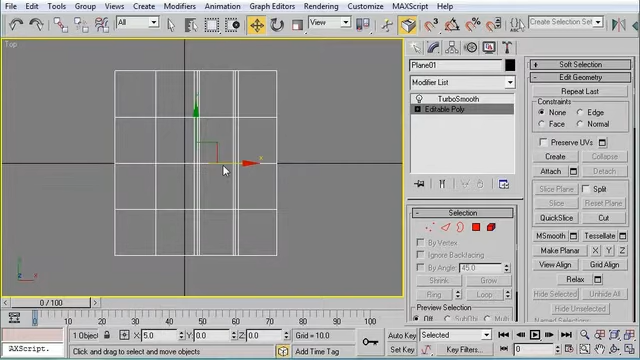 File Edit Tools Group Views Create Modifiers Animation Graph Editors Rendering Customize MAXScript Help
All View Create Selection Set
Top
Plane01
Modifier List
TurboSmooth
Editable Poly
Selection
By Vertex
Ignore Backfacing
By Angle: 45.0
Shrink Grow
Ring Loop
Preview Selection
Off SubObj
Soft Selection
Edit Geometry
Repeat Last
Constraints
None Edge
Face Normal
Preserve UVs
Create Collapse
Attach Detach
Slice Plane Split
Slice Reset Plane
QuickSlice Cut
MSmooth Tessellate
Make Planar X Y Z
View Align Grid Align
Relax
Hide Selected Unhide All
Hide Unselected
0 / 100
0 10 20 30 40 50 60 70 80 90 100
1 Object X: 5.0 Y: 0.0 Z: 0.0 Grid = 10.0 Auto Key Selected
AXScript. Click and drag to select and move objects Add Time Tag Set Key Key Filters... 0